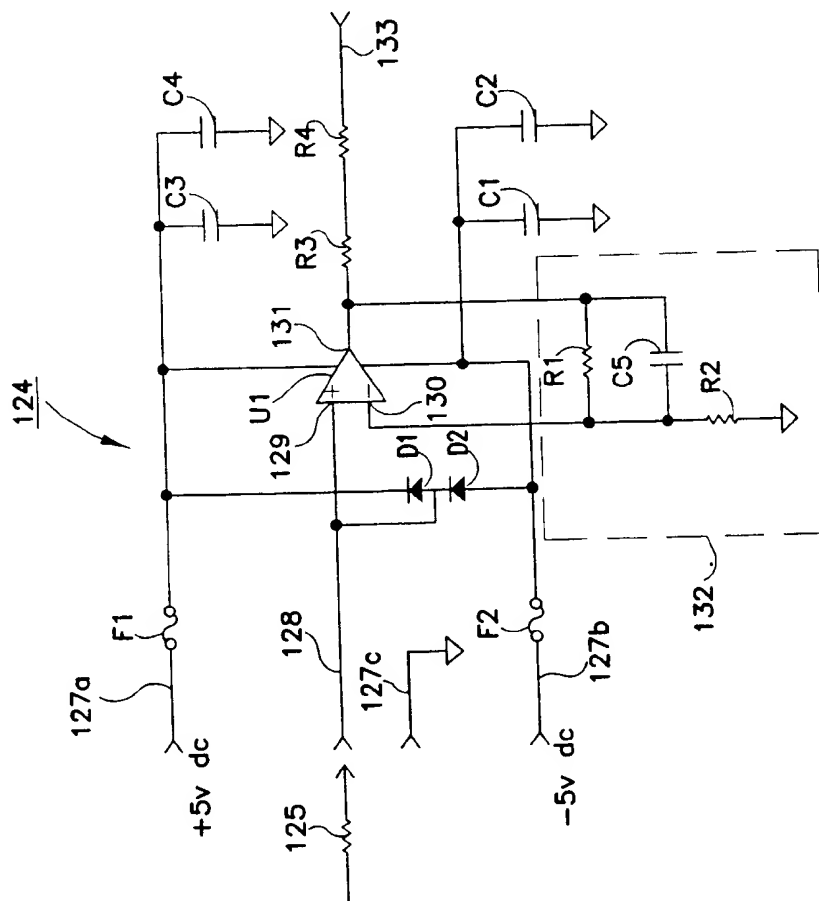 124
127a
+5v dc
F1
C3
C4
125
128
129
U1
131
+
−
130
R3
R4
133
D1
D2
127c
C1
C2
F2
127b
-5v dc
132
R1
C5
R2